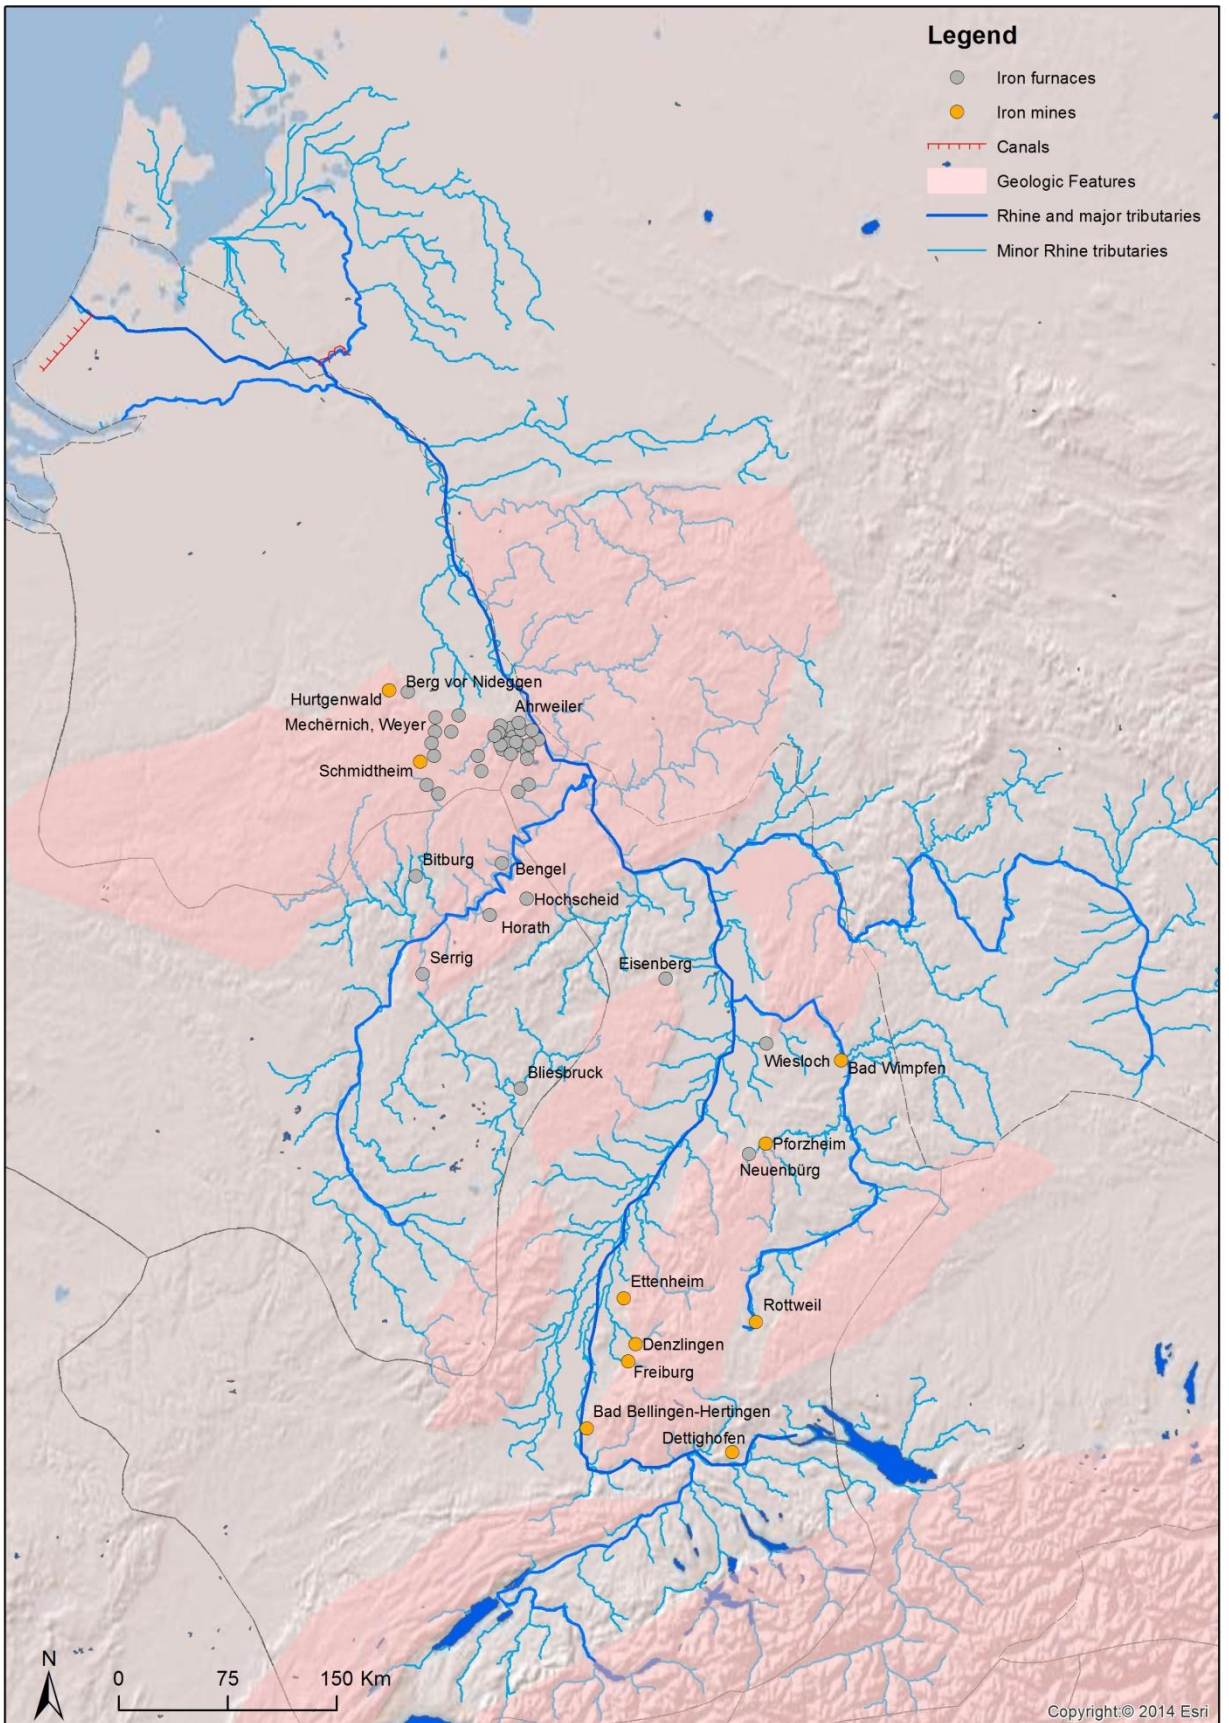 Legend
Iron furnaces
Iron mines
Canals
Geologic Features
Rhine and major tributaries
Minor Rhine tributaries
Berg vor Nideggen
Hurtgenwald
Ahrweiler
Mechernich, Weyer
Schmidtheim
Bitburg
Bengel
Hochscheid
Horath
Serrig
Eisenberg
Wiesloch
Bad Wimpfen
Bliesbruck
Pforzheim
Neuenbürg
Ettenheim
Rottweil
Denzlingen
Freiburg
Bad Bellingen-Hertingen
Dettighofen
N
0 75 150 Km
Copyright:© 2014 Esri